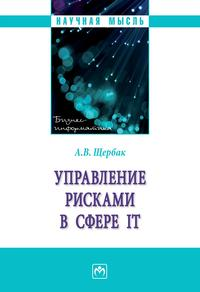 НАУЧНАЯ МЫСЛЬ
Бизнес-
информатика
А.В. Щербак
УПРАВЛЕНИЕ
РИСКАМИ
В СФЕРЕ IT